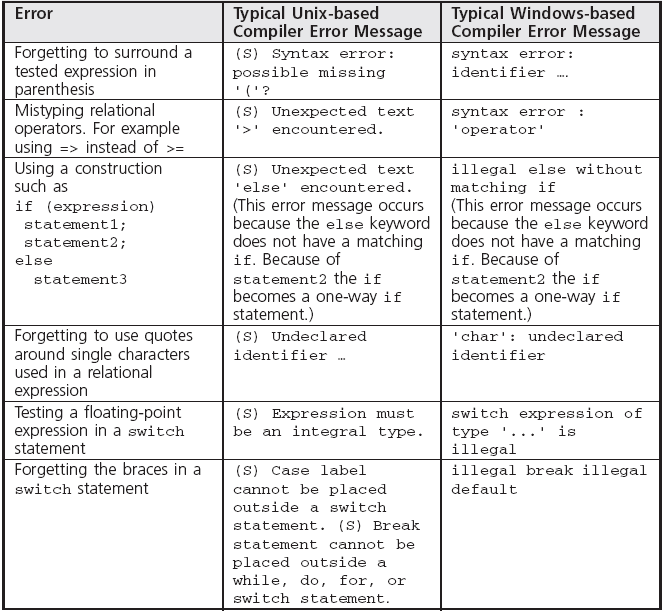 Error
Typical Unix-based
Compiler Error Message
Typical Windows-based
Compiler Error Message
Forgetting to surround a
tested expression in
parenthesis
(S) Syntax error:
possible missing
'('?
syntax error:
identifier ….
Mistyping relational
operators. For example
using => instead of >=
(S) Unexpected text
'>' encountered.
syntax error :
'operator'
Using a construction
such as
if (expression)
statement1;
statement2;
else
statement3
(S) Unexpected text
'else' encountered.
(This error message occurs
because the else keyword
does not have a matching
if. Because of
statement2 the if
becomes a one-way if
statement.)
illegal else without
matching if
(This error message occurs
because the else keyword
does not have a matching
if. Because of
statement2 the if
becomes a one-way if
statement.)
Forgetting to use quotes
around single characters
used in a relational
expression
(S) Undeclared
identifier …
'char': undeclared
identifier
Testing a floating-point
expression in a switch
statement
(S) Expression must
be an integral type.
switch expression of
type '...' is
illegal
Forgetting the braces in a
switch statement
(S) Case label
cannot be placed
outside a switch
statement. (S) Break
statement cannot be
placed outside a
while, do, for, or
switch statement.
illegal break illegal
default